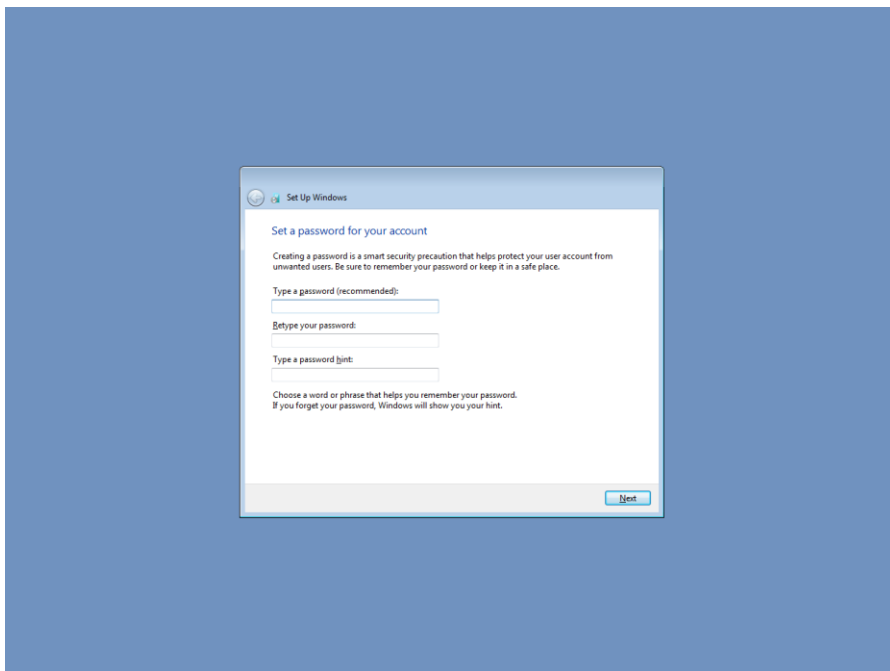 Set Up Windows
Set a password for your account
Creating a password is a smart security precaution that helps protect your user account from
unwanted users. Be sure to remember your password or keep it in a safe place.
Type a password (recommended):
Retype your password:
Type a password hint:
Choose a word or phrase that helps you remember your password.
If you forget your password, Windows will show you your hint.
Next